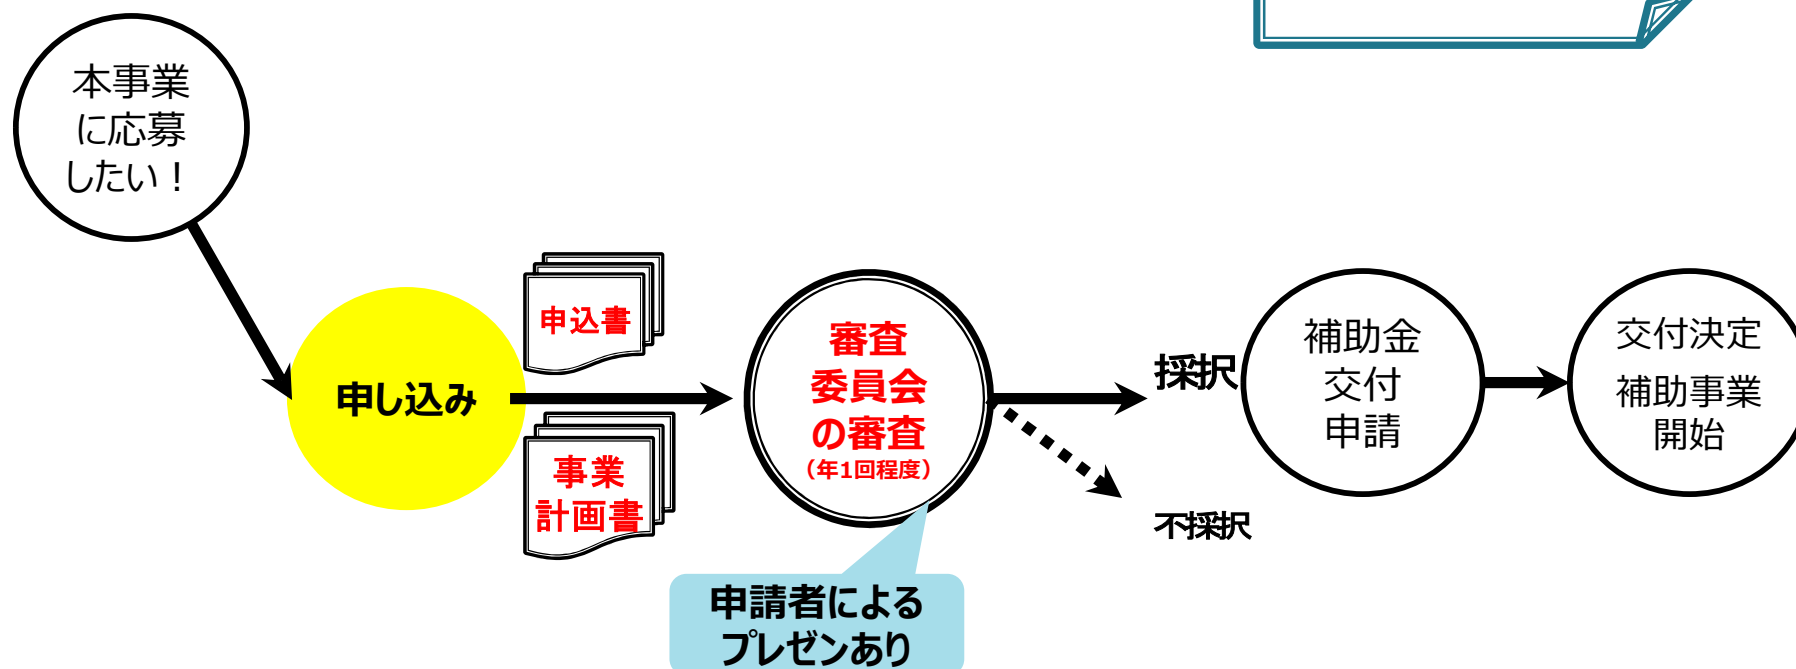 本事業
に応募
したい！
申し込み
申込書
事業
計画書
審査
委員会
の審査
（年1回程度）
申請者による
プレゼンあり
採択
不採択
補助金
交付
申請
交付決定
補助事業
開始